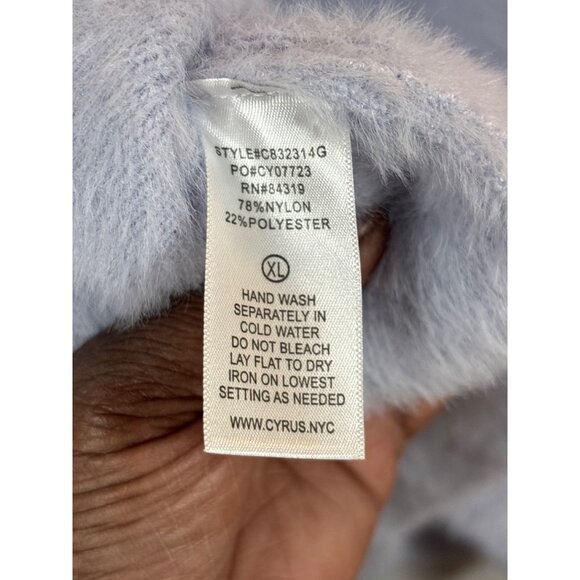 STYLE#C832314G
PO#CY07723
RN#84319
78%NYLON
22%POLYESTER
XL
HAND WASH
SEPARATELY IN
COLD WATER
DO NOT BLEACH
LAY FLAT TO DRY
IRON ON LOWEST
SETTING AS NEEDED
WWW.CYRUS.NYC